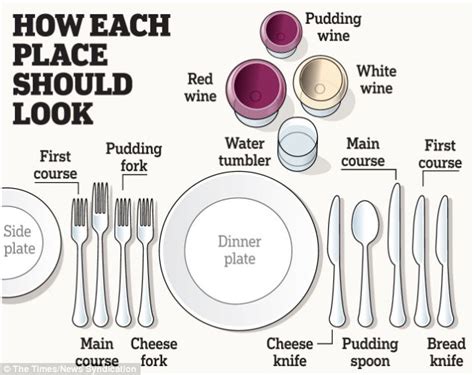 HOW EACH
PLACE
SHOULD
LOOK
Pudding
wine
Red
wine
White
wine
Water
tumbler
First
course
Pudding
fork
Main
course
First
course
Side
plate
Dinner
plate
Main
course
Cheese
fork
Cheese
knife
Pudding
spoon
Bread
knife
© The Times/News Syndication